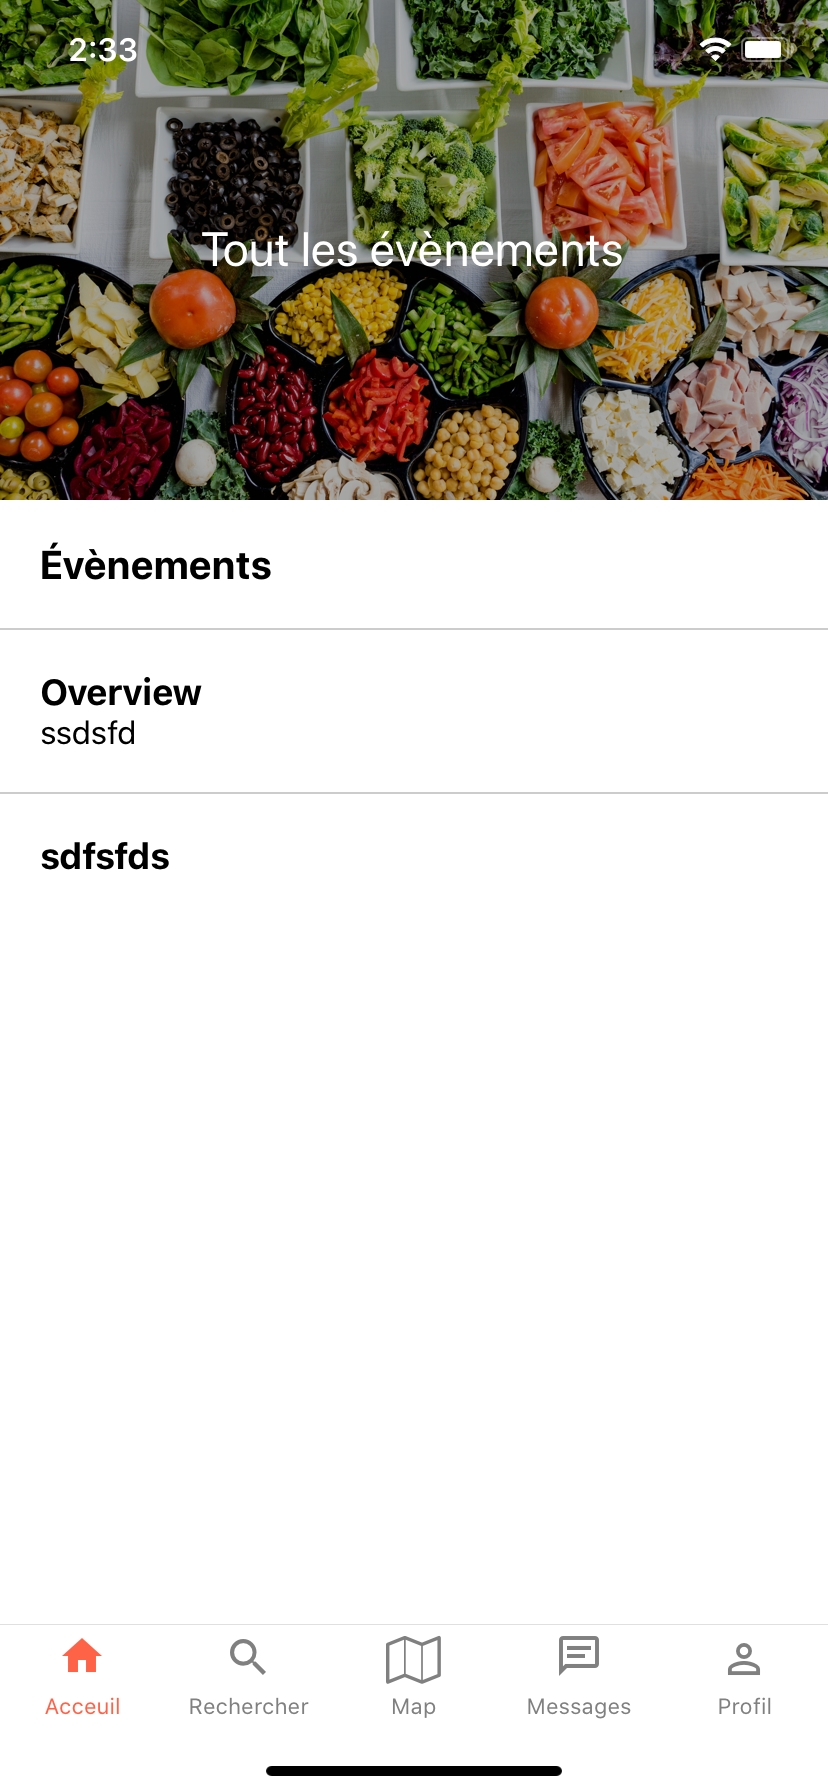 2:33
Tout les évènements
Évènements
Overview
ssdsfd
sdfsfds
Acceuil
Rechercher
Map
Messages
Profil